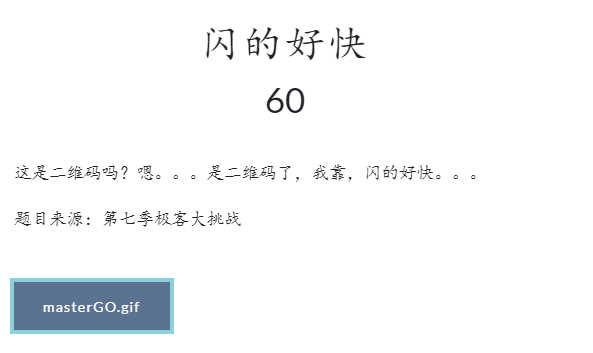 闪的好快
60
这是二维码吗？嗯。。。是二维码了，我靠，闪的好快。。。
题目来源：第七季极客大挑战
masterGO.gif